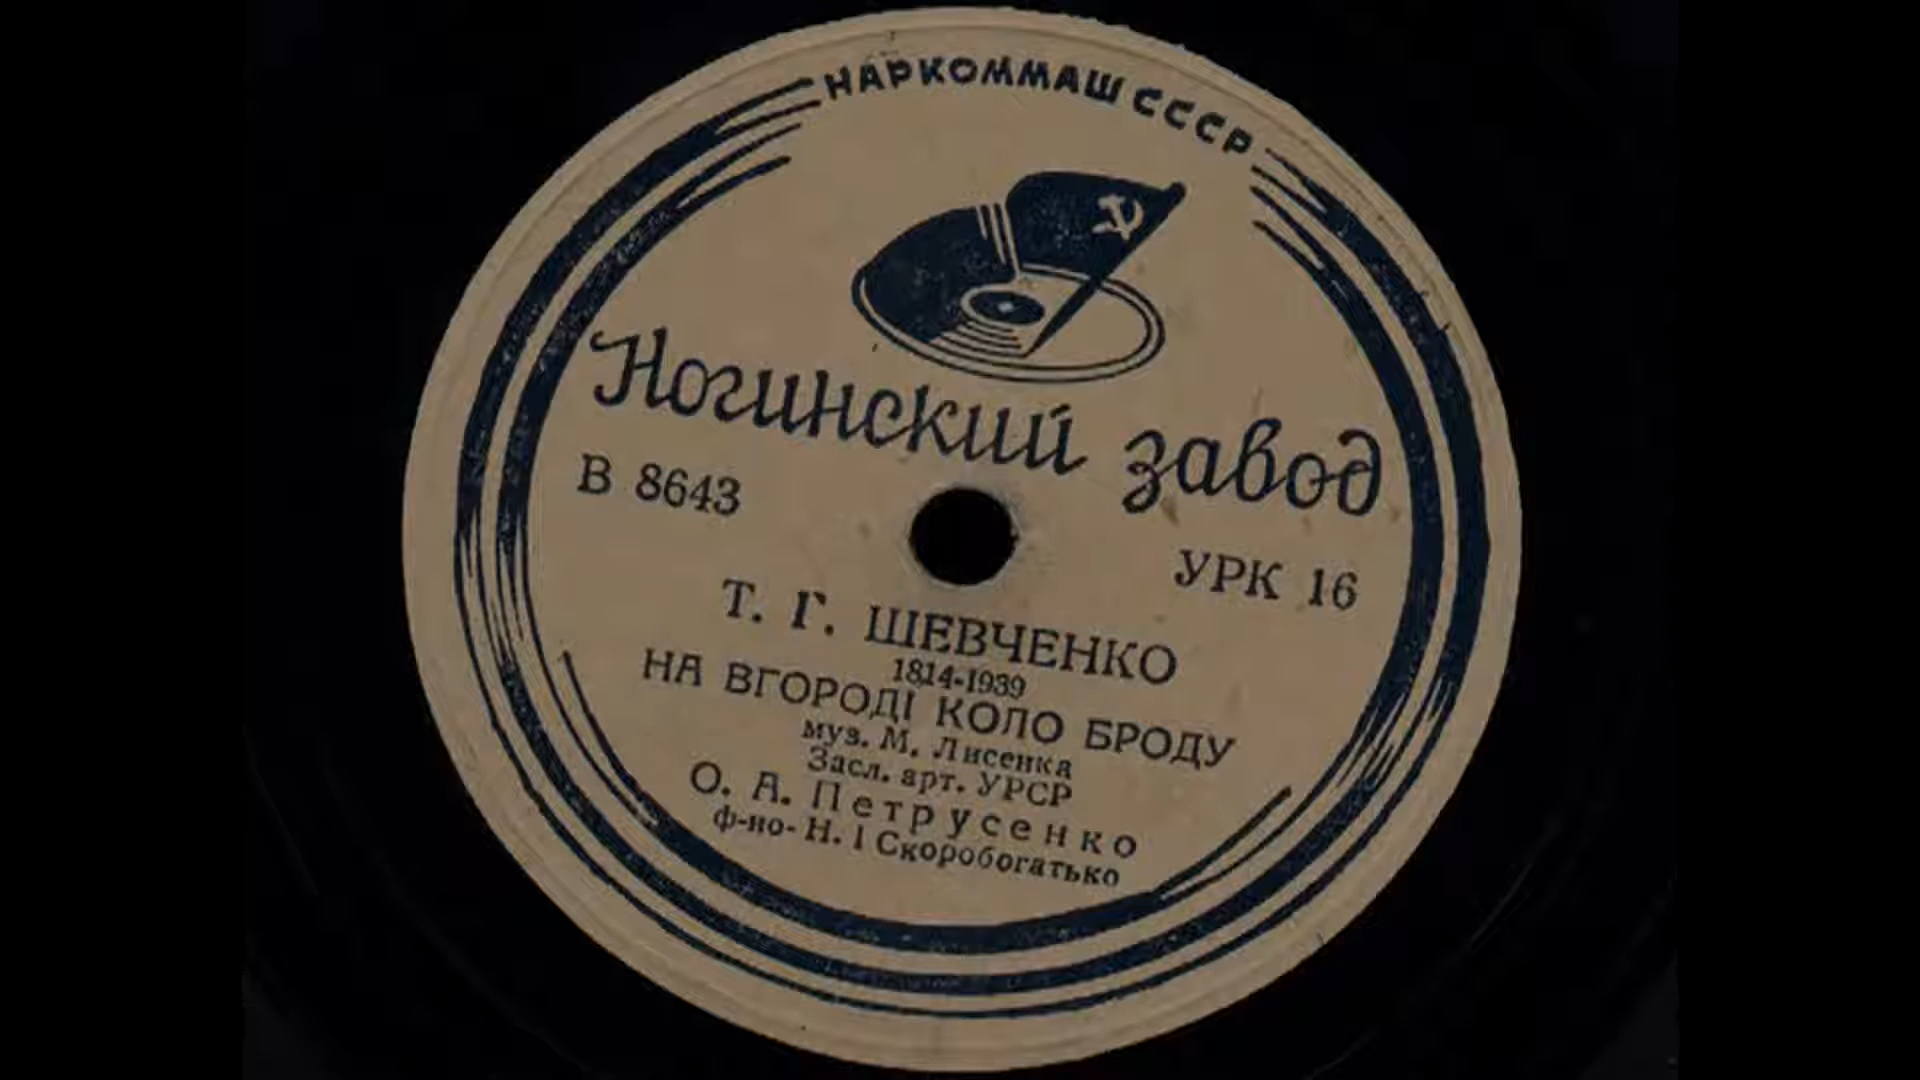 НАРКОММАШ СССР
Ногинский завод
В 8643
УРК 16
Т. Г. ШЕВЧЕНКО
1814-1939
НА ВГОРОДІ КОЛО БРОДУ
муз. М. Лисенка
Засл. арт. УРСР
О. А. Петрусенко
ф-но- Н. І Скоробогатько